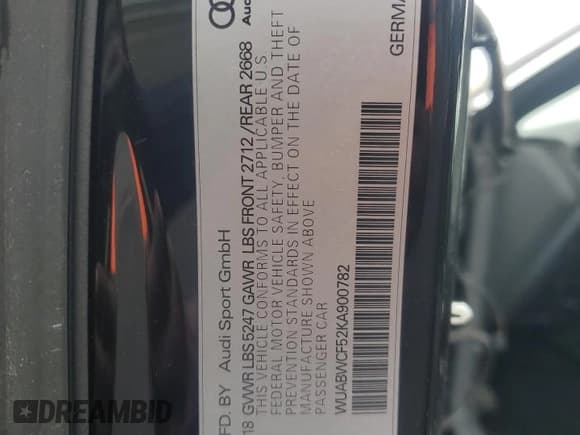 Audi
GERMA
FD. BY Audi Sport GmbH
18 GVWR LBS 5247 GAWR LBS FRONT 2712 / REAR 2668
THIS VEHICLE CONFORMS TO ALL APPLICABLE U S
FEDERAL MOTOR VEHICLE SAFETY, BUMPER AND THEFT
PREVENTION STANDARDS IN EFFECT ON THE DATE OF
MANUFACTURE SHOWN ABOVE
PASSENGER CAR
WUABWCF52KA900782
DREAMBID